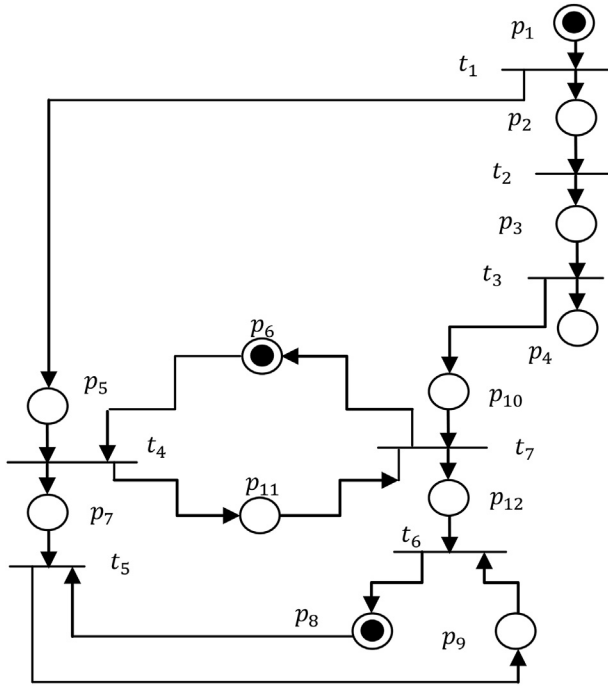 p₁
t₁
p₂
t₂
p₃
t₃
p₆
p₄
p₅
p₁₀
t₄
t₇
p₁₁
p₇
p₁₂
t₆
t₅
p₈
p₉